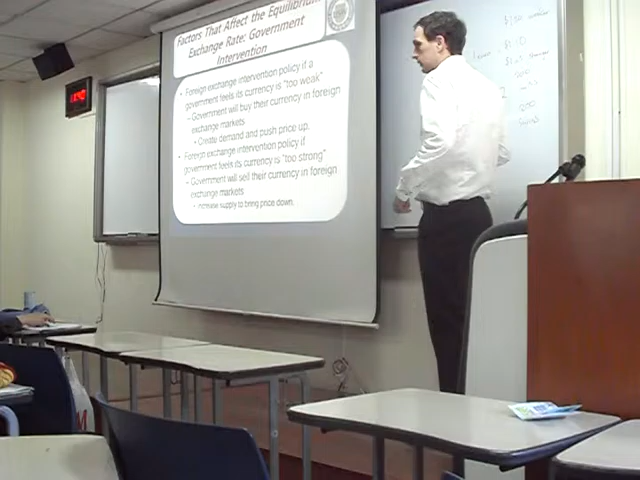 Factors That Affect the Equilibrium
Exchange Rate: Government
Intervention
• Foreign exchange intervention policy if a
government feels its currency is "too weak"
– Government will buy their currency in foreign
exchange markets
• Create demand and push price up.
• Foreign exchange intervention policy if
government feels its currency is "too strong"
– Government will sell their currency in foreign
exchange markets
• Increase supply to bring price down.